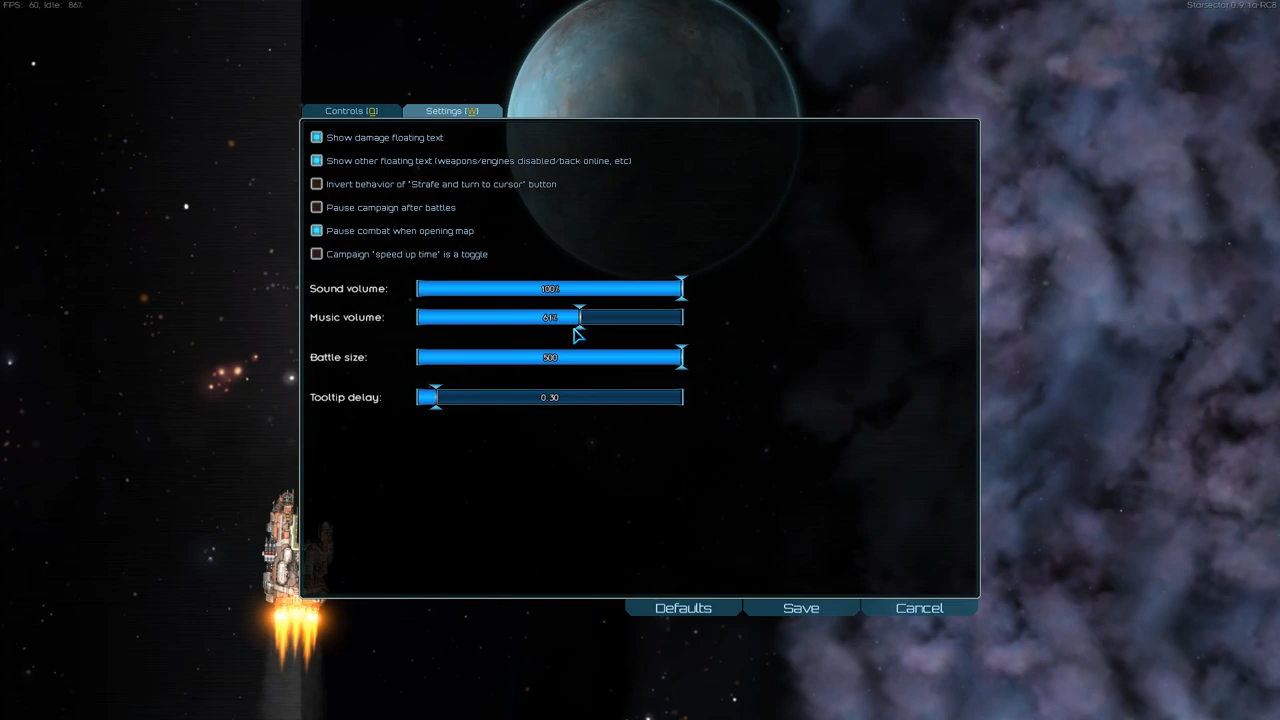 FPS: 60, Idle: 86%
Starsector 0.9.1a-RC8
Controls [Q]
Settings [W]
Show damage floating text
Show other floating text (weapons/engines disabled/back online, etc)
Invert behavior of "Strafe and turn to cursor" button
Pause campaign after battles
Pause combat when opening map
Campaign "speed up time" is a toggle
Sound volume: 100%
Music volume: 61%
Battle size: 500
Tooltip delay: 0.30
Defaults Save Cancel